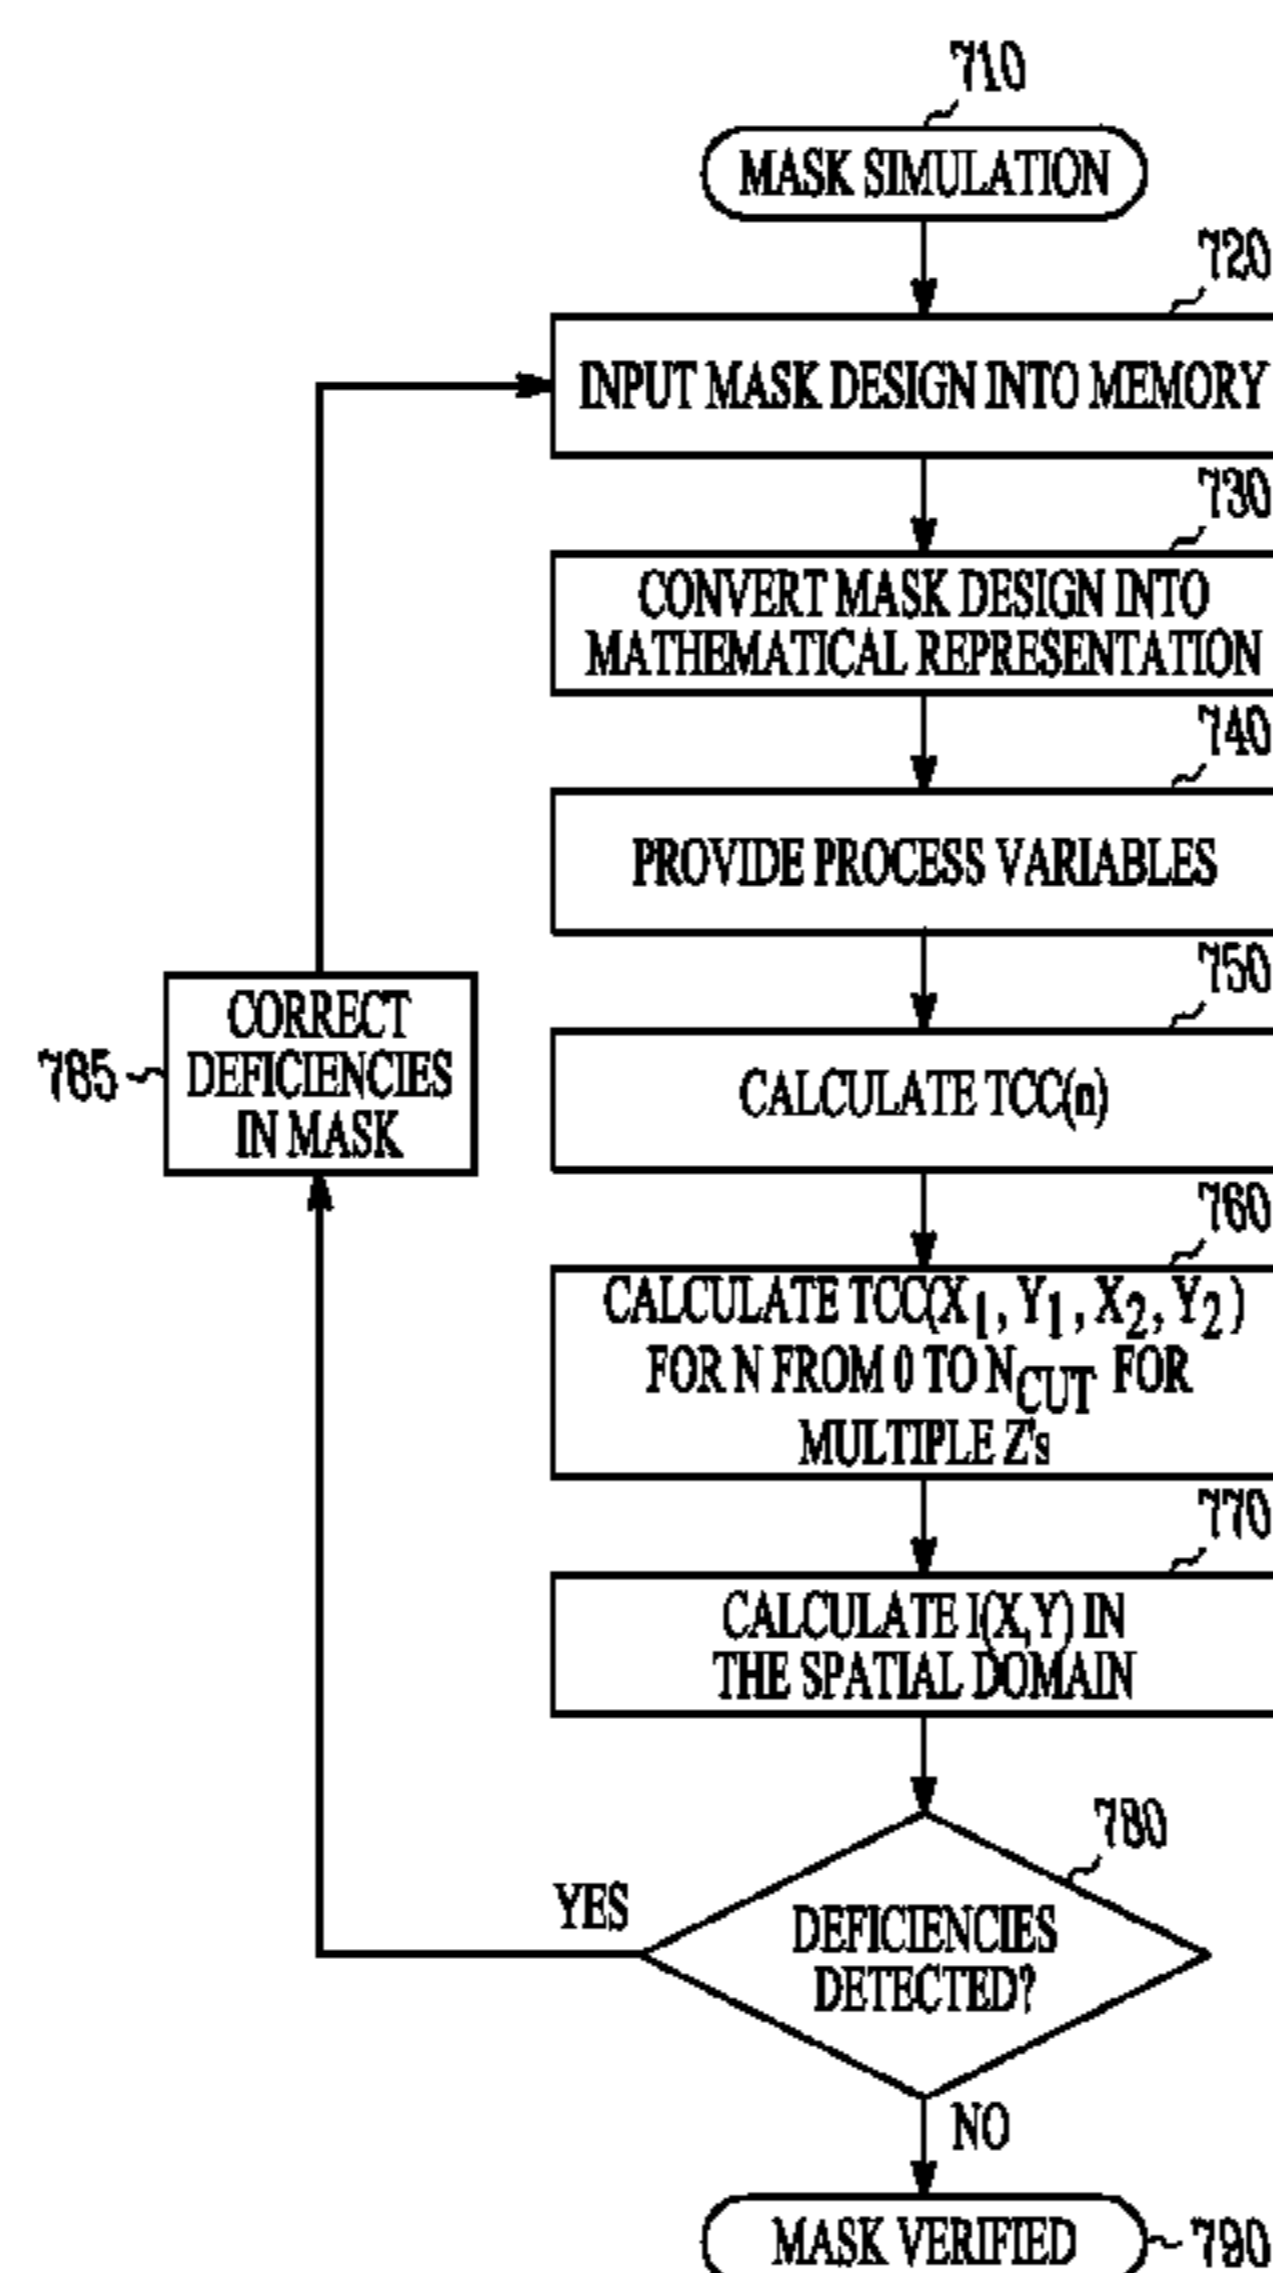 710
MASK SIMULATION
720
INPUT MASK DESIGN INTO MEMORY
730
CONVERT MASK DESIGN INTO
MATHEMATICAL REPRESENTATION
740
PROVIDE PROCESS VARIABLES
750
CALCULATE TCC(n)
760
CALCULATE TCC(X1, Y1, X2, Y2)
FOR N FROM 0 TO NCUT FOR
MULTIPLE Z's
770
CALCULATE I(X,Y) IN
THE SPATIAL DOMAIN
780
DEFICIENCIES
DETECTED?
YES
785
CORRECT
DEFICIENCIES
IN MASK
NO
MASK VERIFIED
790